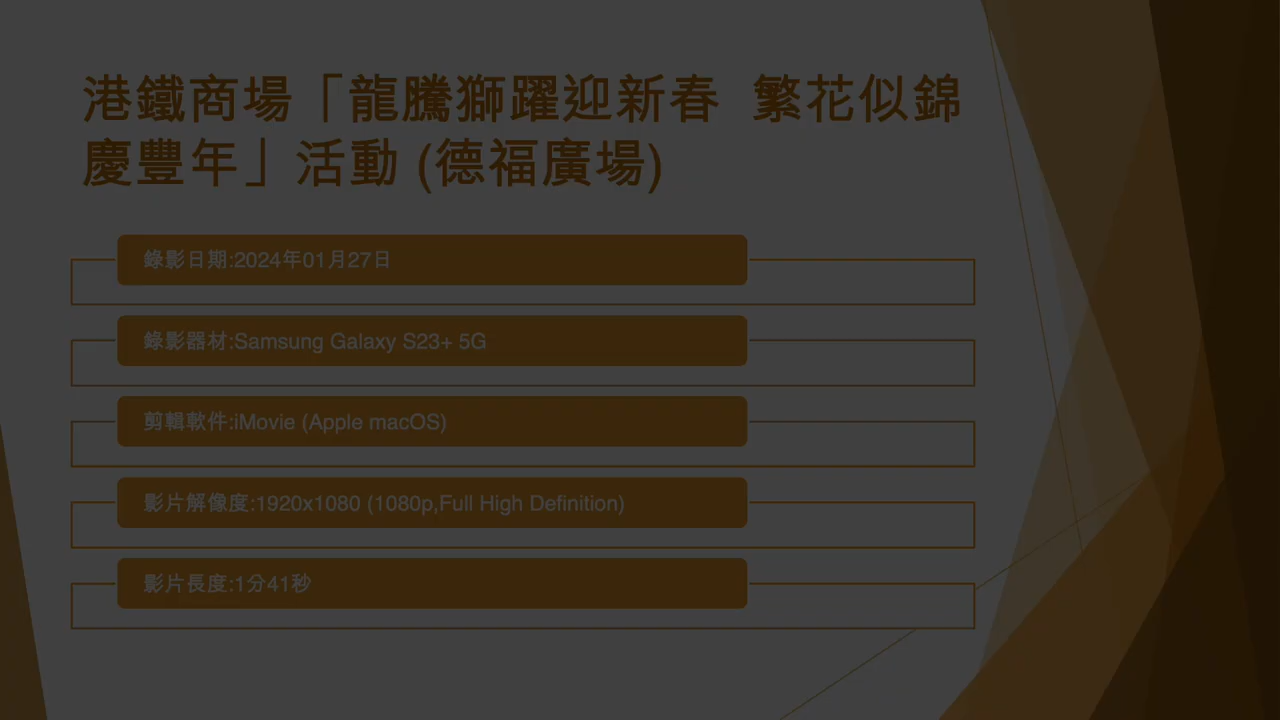 港鐵商場「龍騰獅躍迎新春 繁花似錦
慶豐年」活動 (德福廣場)
錄影日期:2024年01月27日
錄影器材:Samsung Galaxy S23+ 5G
剪輯軟件:iMovie (Apple macOS)
影片解像度:1920x1080 (1080p,Full High Definition)
影片長度:1分41秒